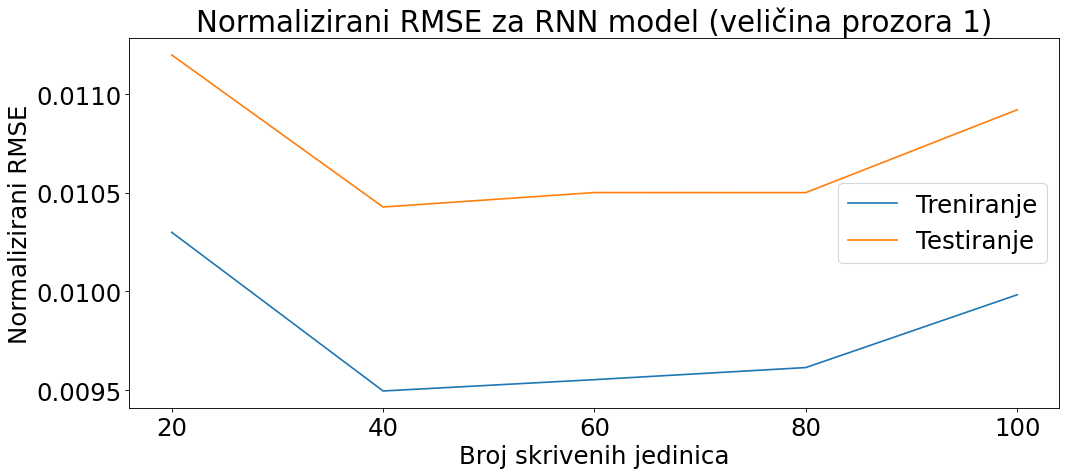 Normalizirani RMSE za RNN model (veličina prozora 1)
Normalizirani RMSE
0.0110
0.0105
0.0100
0.0095
Treniranje
Testiranje
20 40 60 80 100
Broj skrivenih jedinica